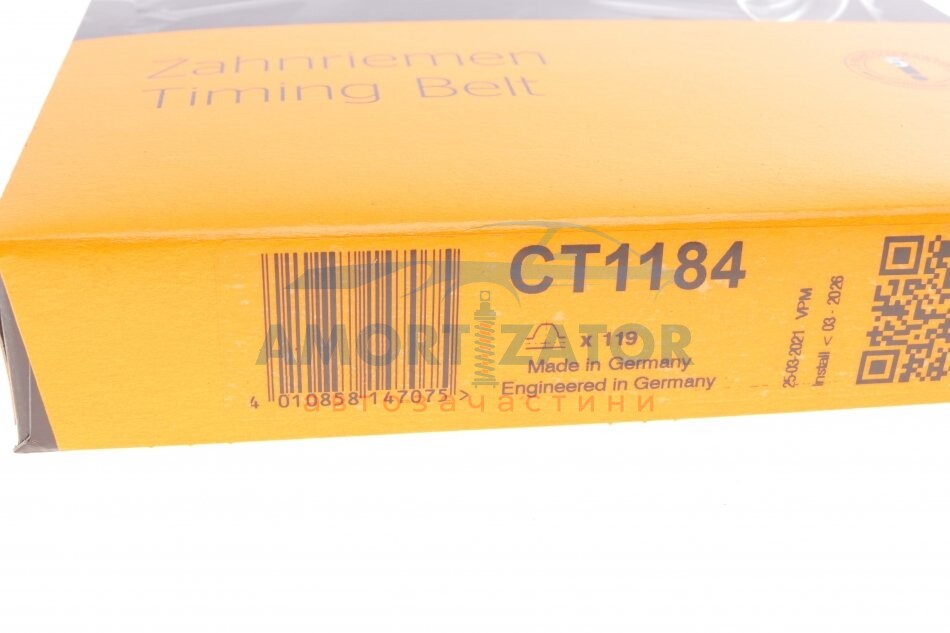 Zahnriemen
Timing Belt
CT1184
x 119
Made in Germany
Engineered in Germany
4 010858 147075 >
25-03-2021 VPM
Install < 03 - 2026
AMORTIZATOR
автозапчастини